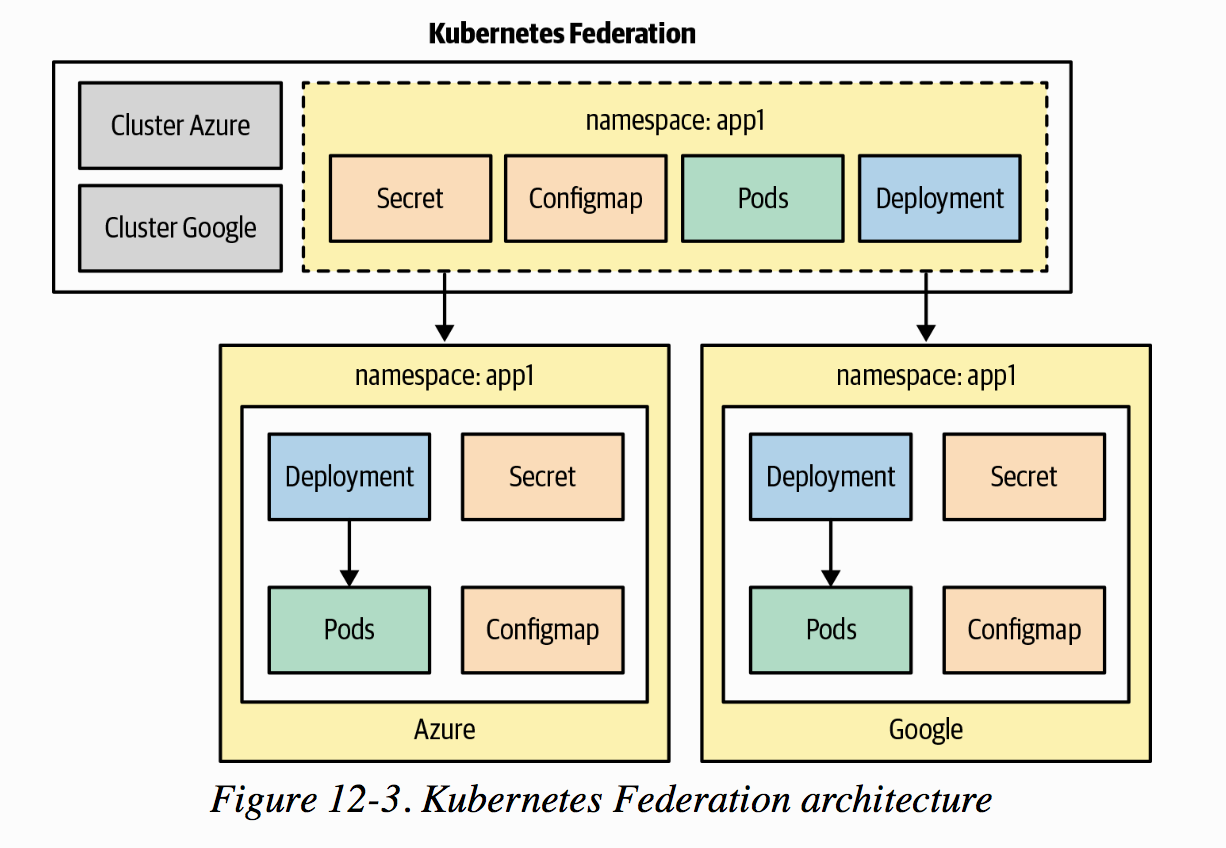 Kubernetes Federation
Cluster Azure
Cluster Google
namespace: app1
Secret
Configmap
Pods
Deployment
namespace: app1
Deployment
Secret
Pods
Configmap
Azure
namespace: app1
Deployment
Secret
Pods
Configmap
Google
Figure 12-3. Kubernetes Federation architecture